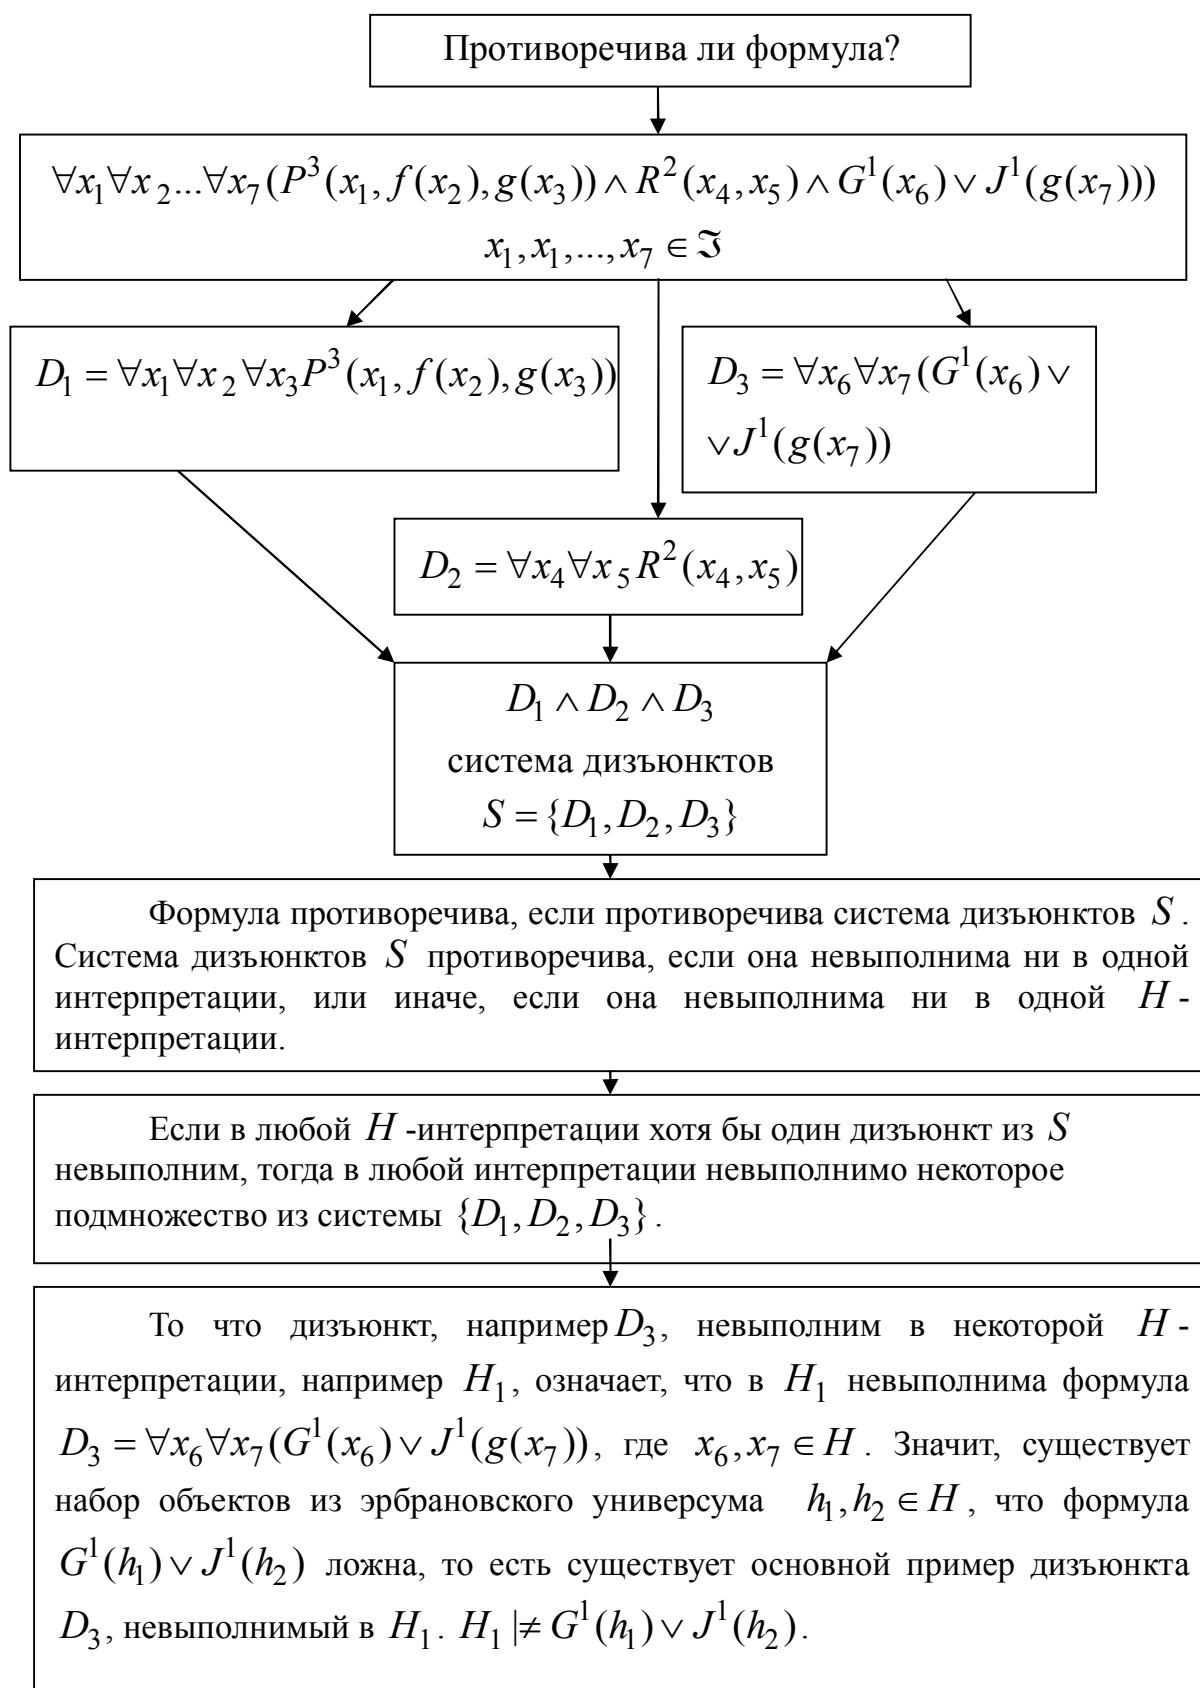 Противоречива ли формула?
∀x₁∀x₂...∀x₇(P³(x₁, f(x₂), g(x₃)) ∧ R²(x₄, x₅) ∧ G¹(x₆) ∨ J¹(g(x₇)))
x₁, x₁, ..., x₇ ∈ ℑ
D₁ = ∀x₁∀x₂∀x₃P³(x₁, f(x₂), g(x₃))
D₃ = ∀x₆∀x₇(G¹(x₆) ∨
∨J¹(g(x₇))
D₂ = ∀x₄∀x₅R²(x₄, x₅)
D₁ ∧ D₂ ∧ D₃
система дизъюнктов
S = {D₁, D₂, D₃}
Формула противоречива, если противоречива система дизъюнктов S.
Система дизъюнктов S противоречива, если она невыполнима ни в одной
интерпретации, или иначе, если она невыполнима ни в одной H -
интерпретации.
Если в любой H -интерпретации хотя бы один дизъюнкт из S
невыполним, тогда в любой интерпретации невыполнимо некоторое
подмножество из системы {D₁, D₂, D₃}.
То что дизъюнкт, например D₃, невыполним в некоторой H -
интерпретации, например H₁, означает, что в H₁ невыполнима формула
D₃ = ∀x₆∀x₇(G¹(x₆) ∨ J¹(g(x₇)), где x₆, x₇ ∈ H. Значит, существует
набор объектов из эрбрановского универсума h₁, h₂ ∈ H, что формула
G¹(h₁) ∨ J¹(h₂) ложна, то есть существует основной пример дизъюнкта
D₃, невыполнимый в H₁. H₁ |≠ G¹(h₁) ∨ J¹(h₂).